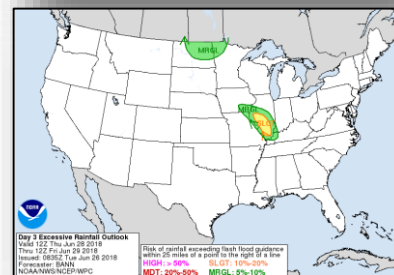 MRGL
MRGL
SLGT
NOAA
Day 3 Excessive Rainfall Outlook
Valid 12Z Thu Jun 28 2018
Thru 12Z Fri Jun 29 2018
Issued: 0835Z Tue Jun 26 2018
Forecaster: BANN
NOAA/NWS/NCEP/WPC
Risk of rainfall exceeding flash flood guidance
within 25 miles of a point to the right of a line
HIGH: > 50% SLGT: 10%-20%
MDT: 20%-50% MRGL: 5%-10%